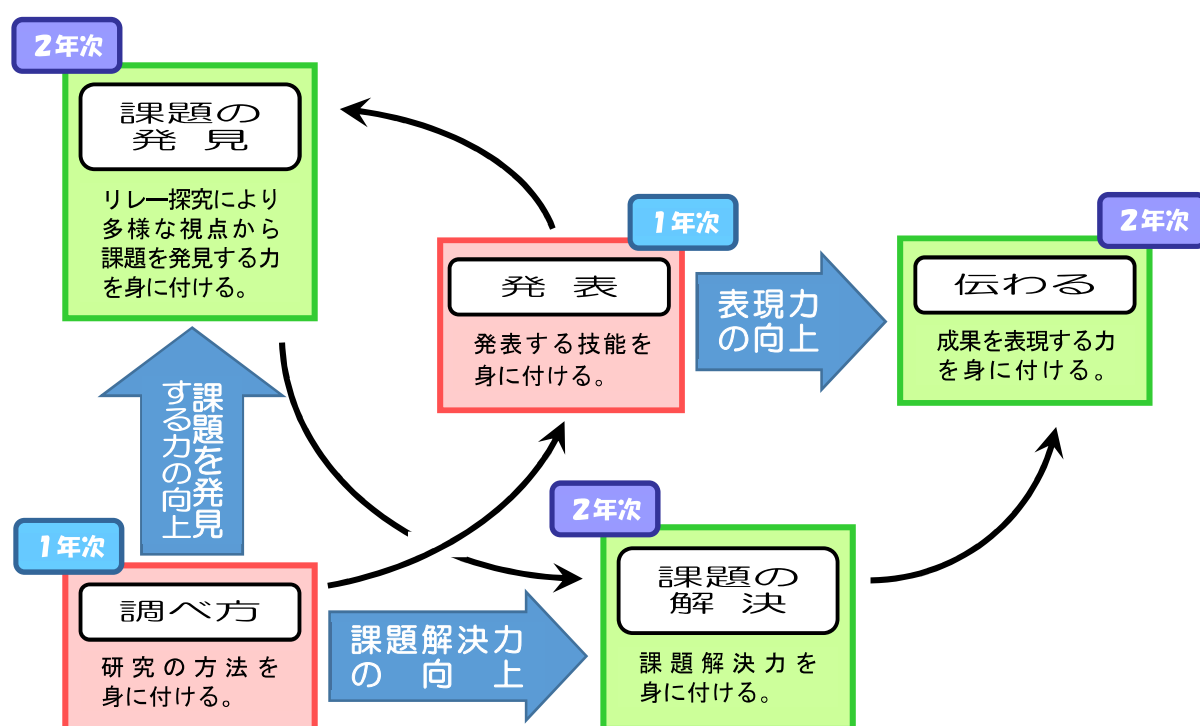 2年次
課題の
発見
リレー探究により
多様な視点から
課題を発見する力
を身に付ける。
1年次
発表
発表する技能を
身に付ける。
表現力
の向上
2年次
伝わる
成果を表現する力
を身に付ける。
課題を発見
する力の向上
1年次
調べ方
研究の方法を
身に付ける。
課題解決力
の向上
2年次
課題の
解決
課題解決力を
身に付ける。